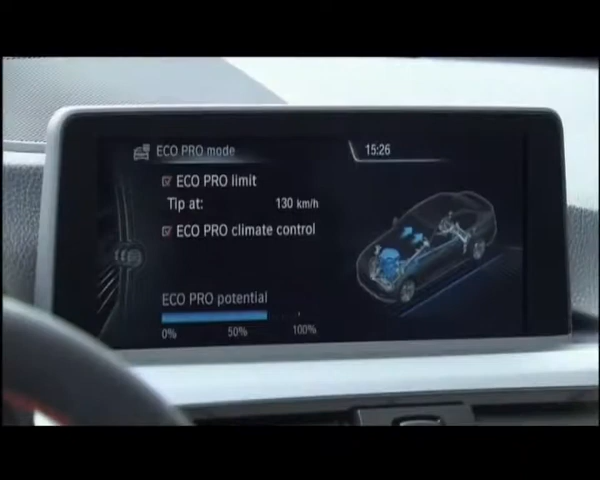 ECO PRO mode
15:26
ECO PRO limit
Tip at: 130 km/h
ECO PRO climate control
ECO PRO potential
0% 50% 100%